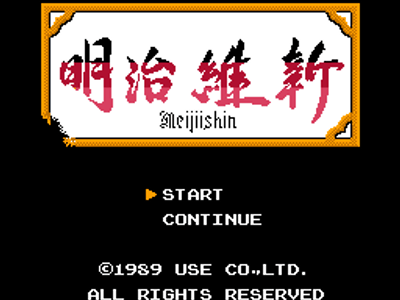 明治維新
Meijiishin
START
CONTINUE
©1989 USE CO.,LTD.
ALL RIGHTS RESERVED